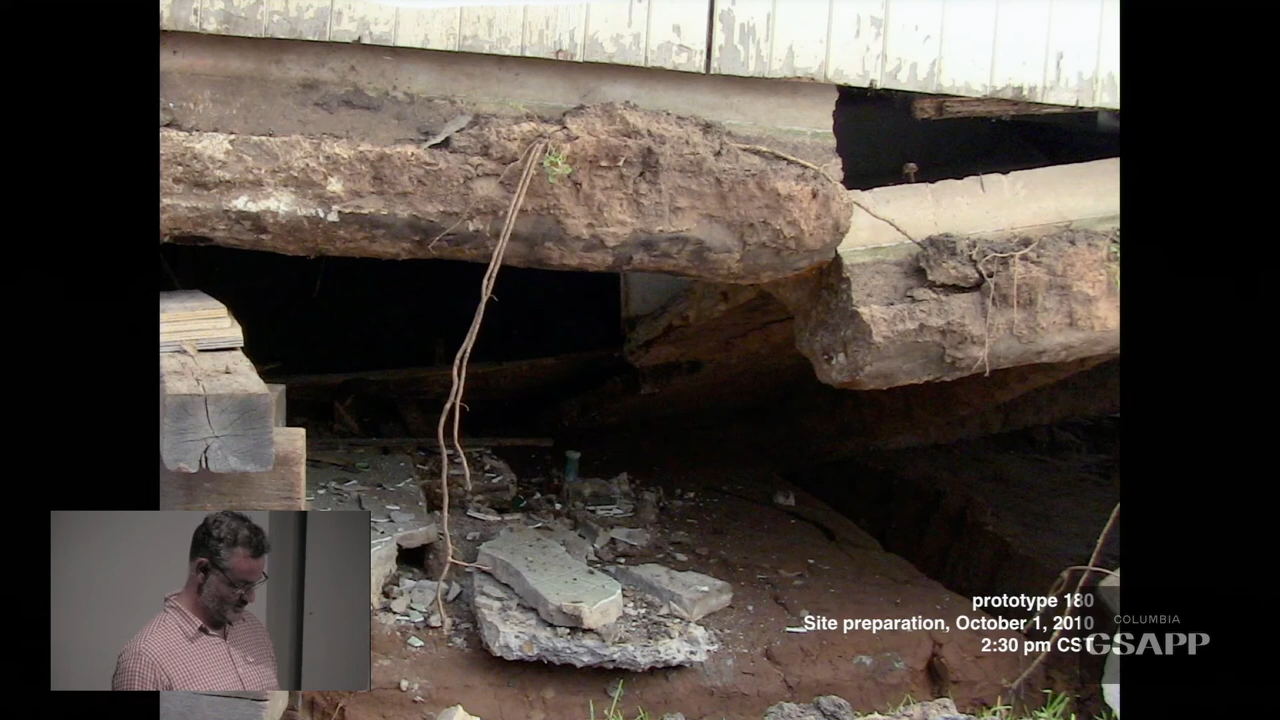 prototype 180
Site preparation, October 1, 2010
2:30 pm CST
COLUMBIA
GSAPP